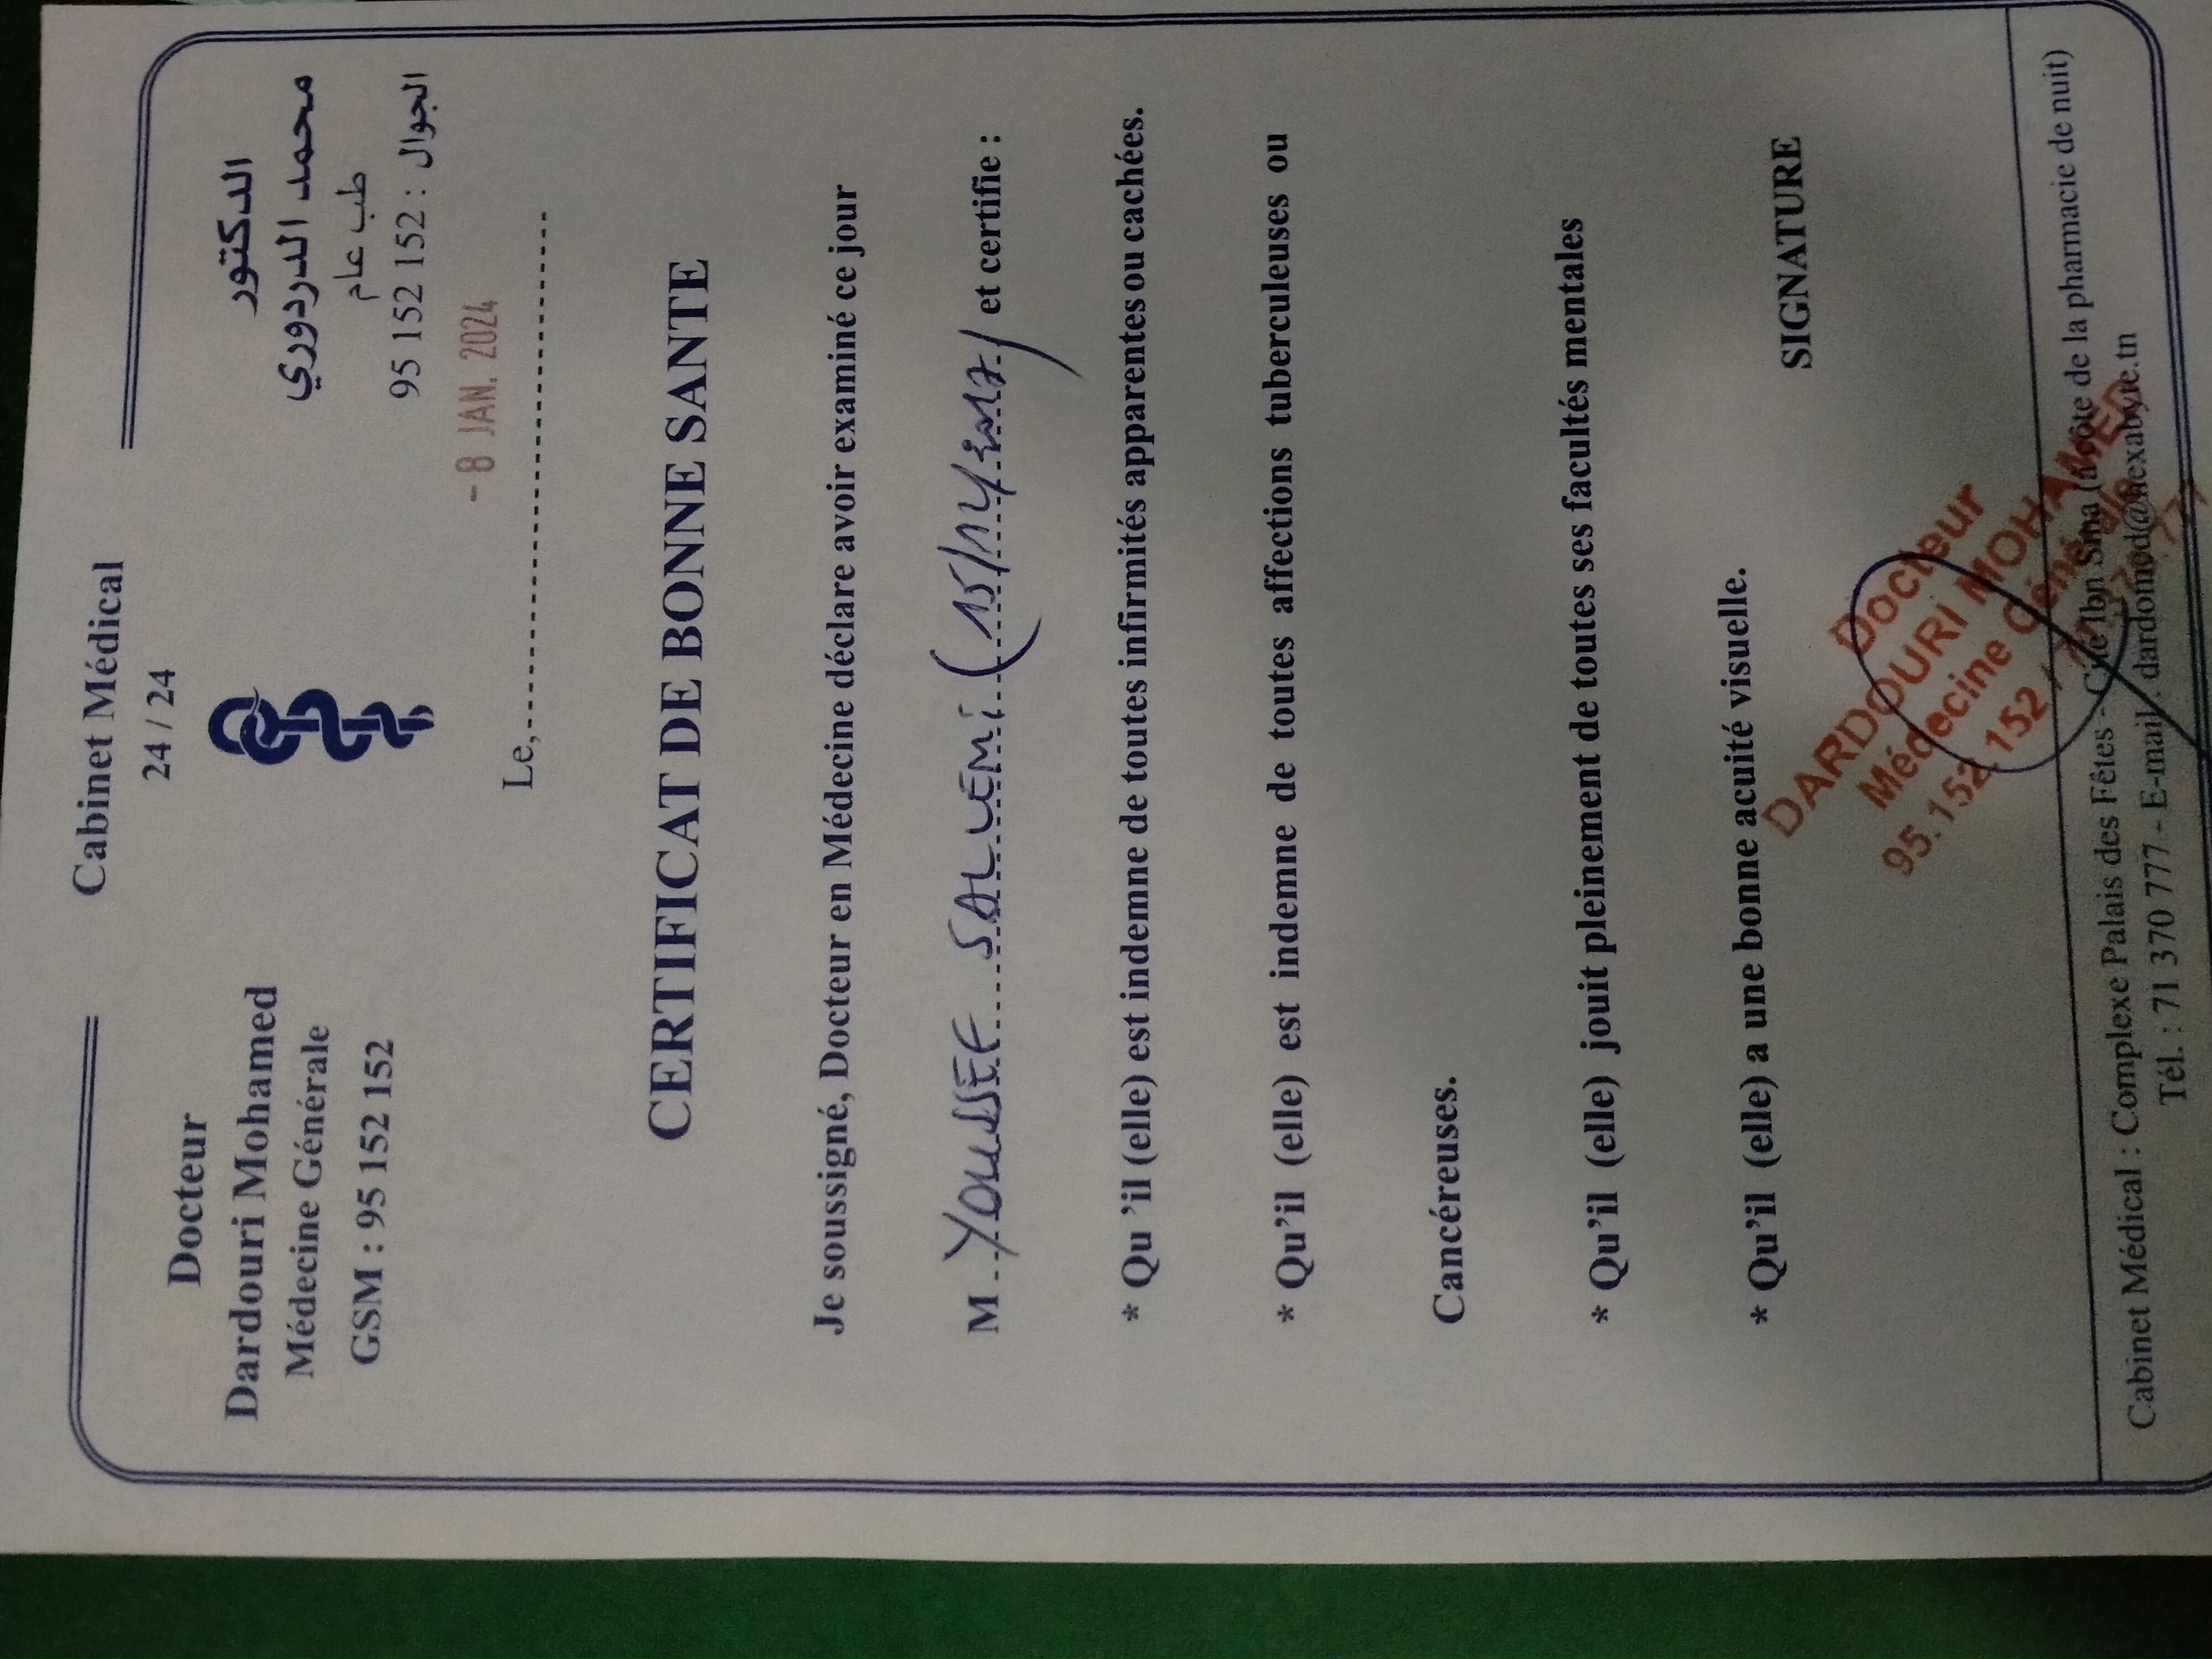 Cabinet Médical
24 / 24
Docteur
Dardouri Mohamed
Médecine Générale
GSM : 95 152 152
الدكتور
محمد الدردوري
طب عام
الجوال : 152 152 95
- 8 JAN. 2024
Le,
CERTIFICAT DE BONNE SANTE
Je soussigné, Docteur en Médecine déclare avoir examiné ce jour
M YOUSSEF SALLEMI et certifie :
* Qu 'il (elle) est indemne de toutes infirmités apparentes ou cachées.
* Qu'il (elle) est indemne de toutes affections tuberculeuses ou
Cancéreuses.
* Qu'il (elle) jouit pleinement de toutes ses facultés mentales
* Qu'il (elle) a une bonne acuité visuelle.
SIGNATURE
Docteur
DARDOURI MOHAMED
Médecine Générale
95.152.152 /
Cabinet Médical : Complexe Palais des Fêtes - Cité Ibn Sina (à côte de la pharmacie de nuit)
Tél. : 71 370 777 - E-mail : dardomed@hexabyte.tn